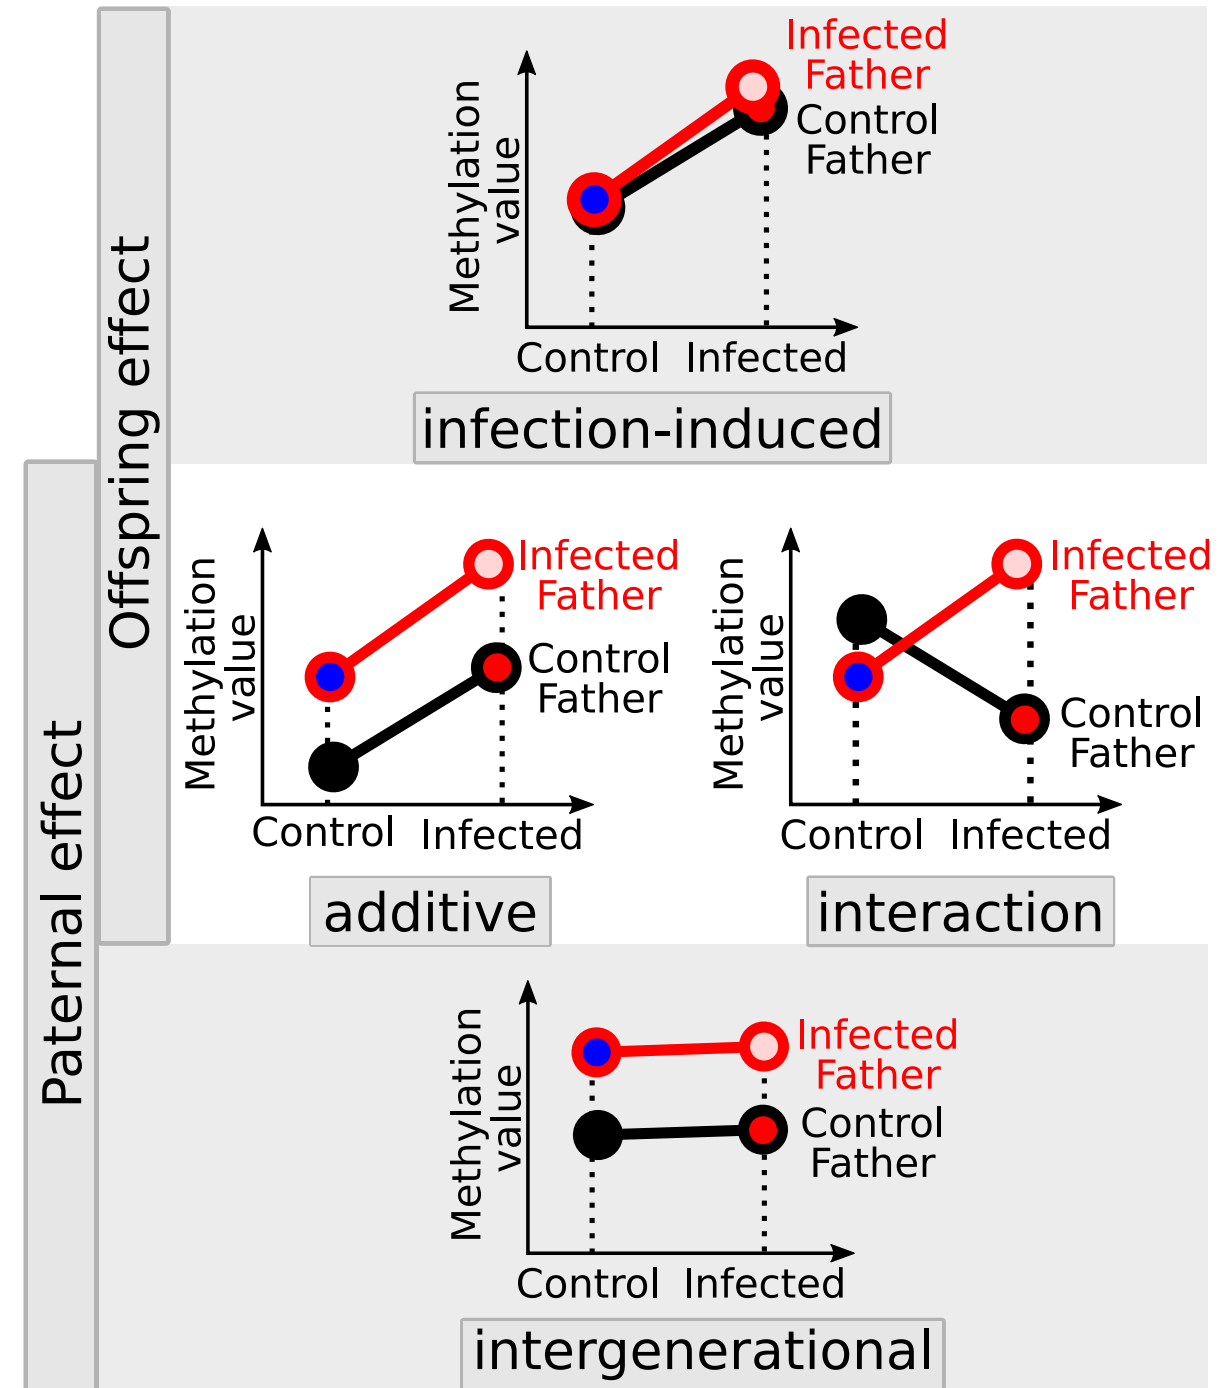 Offspring effect
Paternal effect
Methylation
value
Infected
Father
Control
Father
Control
Infected
infection-induced
Methylation
value
Infected
Father
Control
Father
Control
Infected
additive
Methylation
value
Infected
Father
Control
Father
Control
Infected
interaction
Methylation
value
Infected
Father
Control
Father
Control
Infected
intergenerational